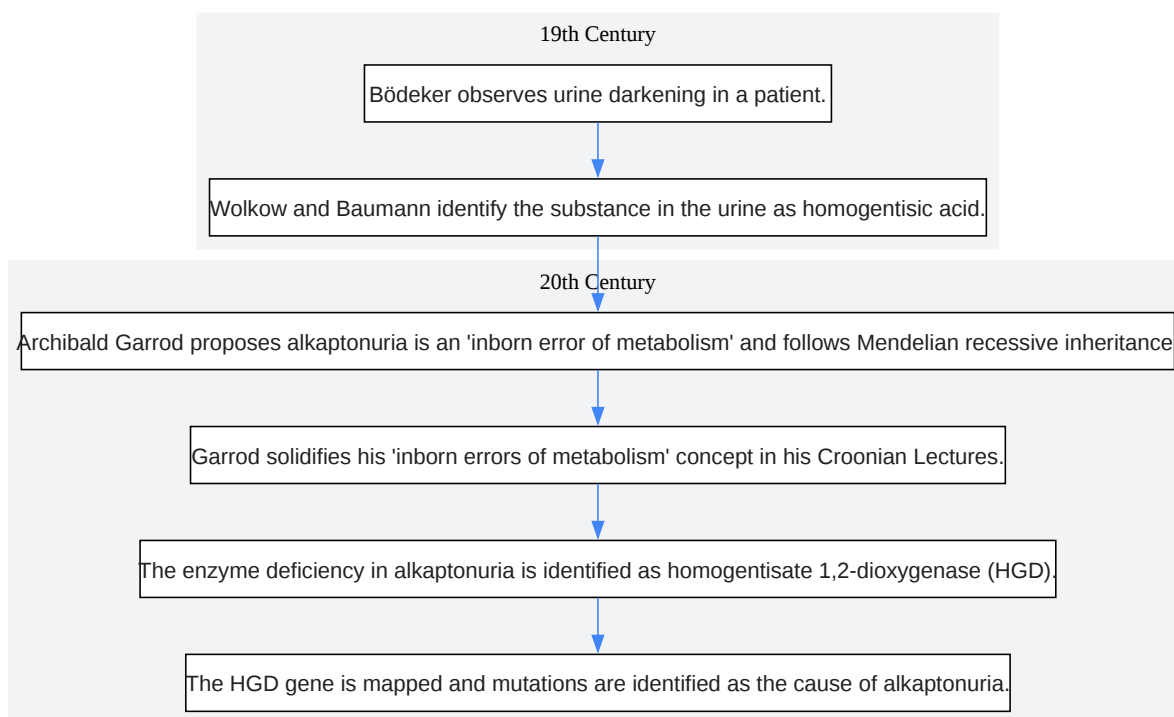 19th Century
Bödeker observes urine darkening in a patient.
Wolkow and Baumann identify the substance in the urine as homogentisic acid.
20th Century
Archibald Garrod proposes alkaptonuria is an 'inborn error of metabolism' and follows Mendelian recessive inheritance
Garrod solidifies his 'inborn errors of metabolism' concept in his Croonian Lectures.
The enzyme deficiency in alkaptonuria is identified as homogentisate 1,2-dioxygenase (HGD).
The HGD gene is mapped and mutations are identified as the cause of alkaptonuria.